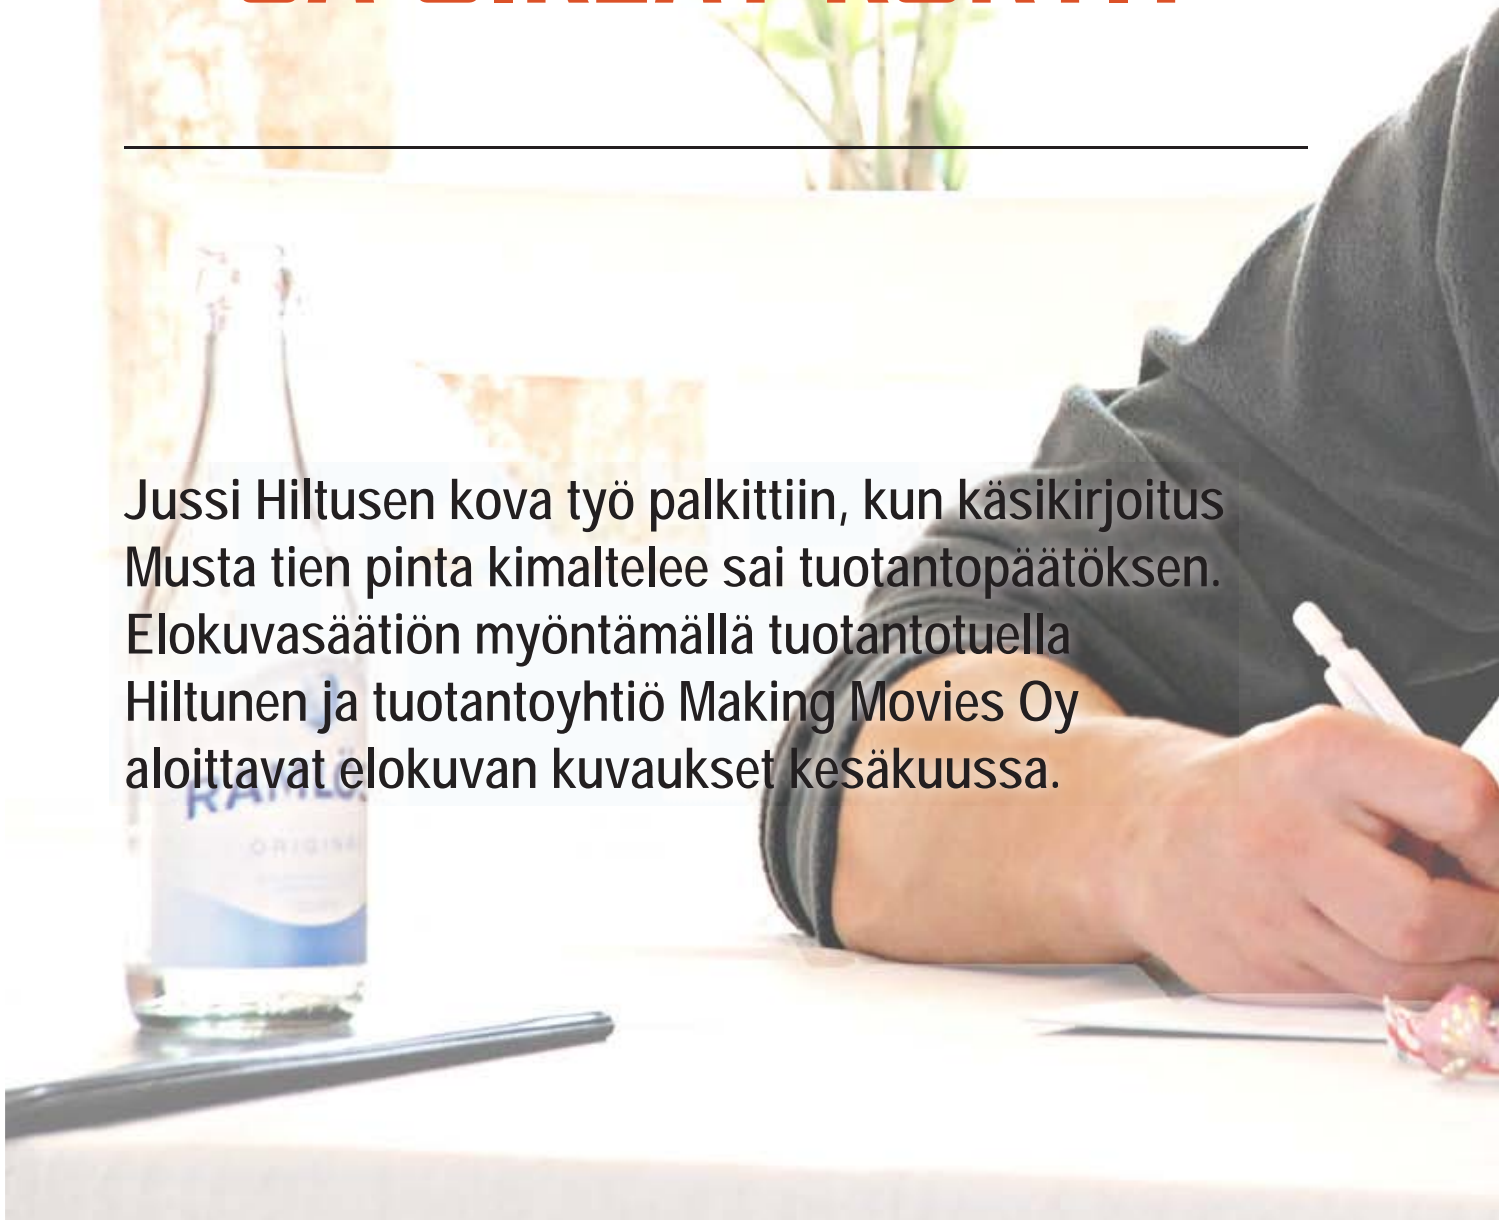 Jussi Hiltusen kova työ palkittiin, kun käsikirjoitus
Musta tien pinta kimaltelee sai tuotantopäätöksen.
Elokuvasäätiön myöntämällä tuotantotuella
Hiltunen ja tuotantoyhtiö Making Movies Oy
aloittavat elokuvan kuvaukset kesäkuussa.